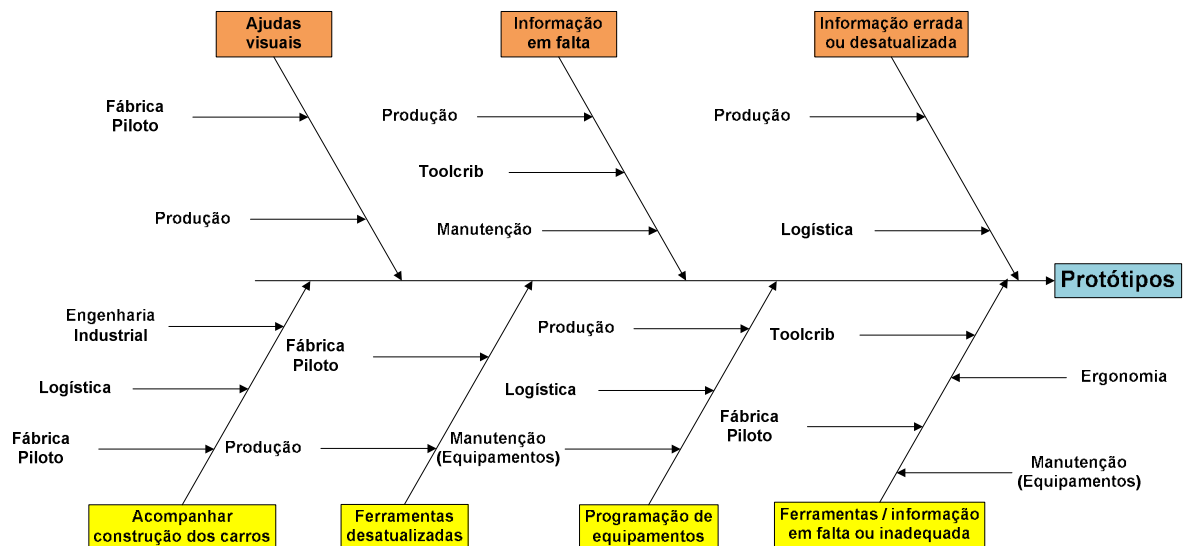 Ajudas
visuais
Informação
em falta
Informação errada
ou desatualizada
Fábrica
Piloto
Produção
Produção
Toolcrib
Manutenção
Produção
Logística
Protótipos
Engenharia
Industrial
Logística
Fábrica
Piloto
Fábrica
Piloto
Produção
Produção
Logística
Manutenção
(Equipamentos)
Toolcrib
Ergonomia
Fábrica
Piloto
Manutenção
(Equipamentos)
Acompanhar
construção dos carros
Ferramentas
desatualizadas
Programação de
equipamentos
Ferramentas / informação
em falta ou inadequada